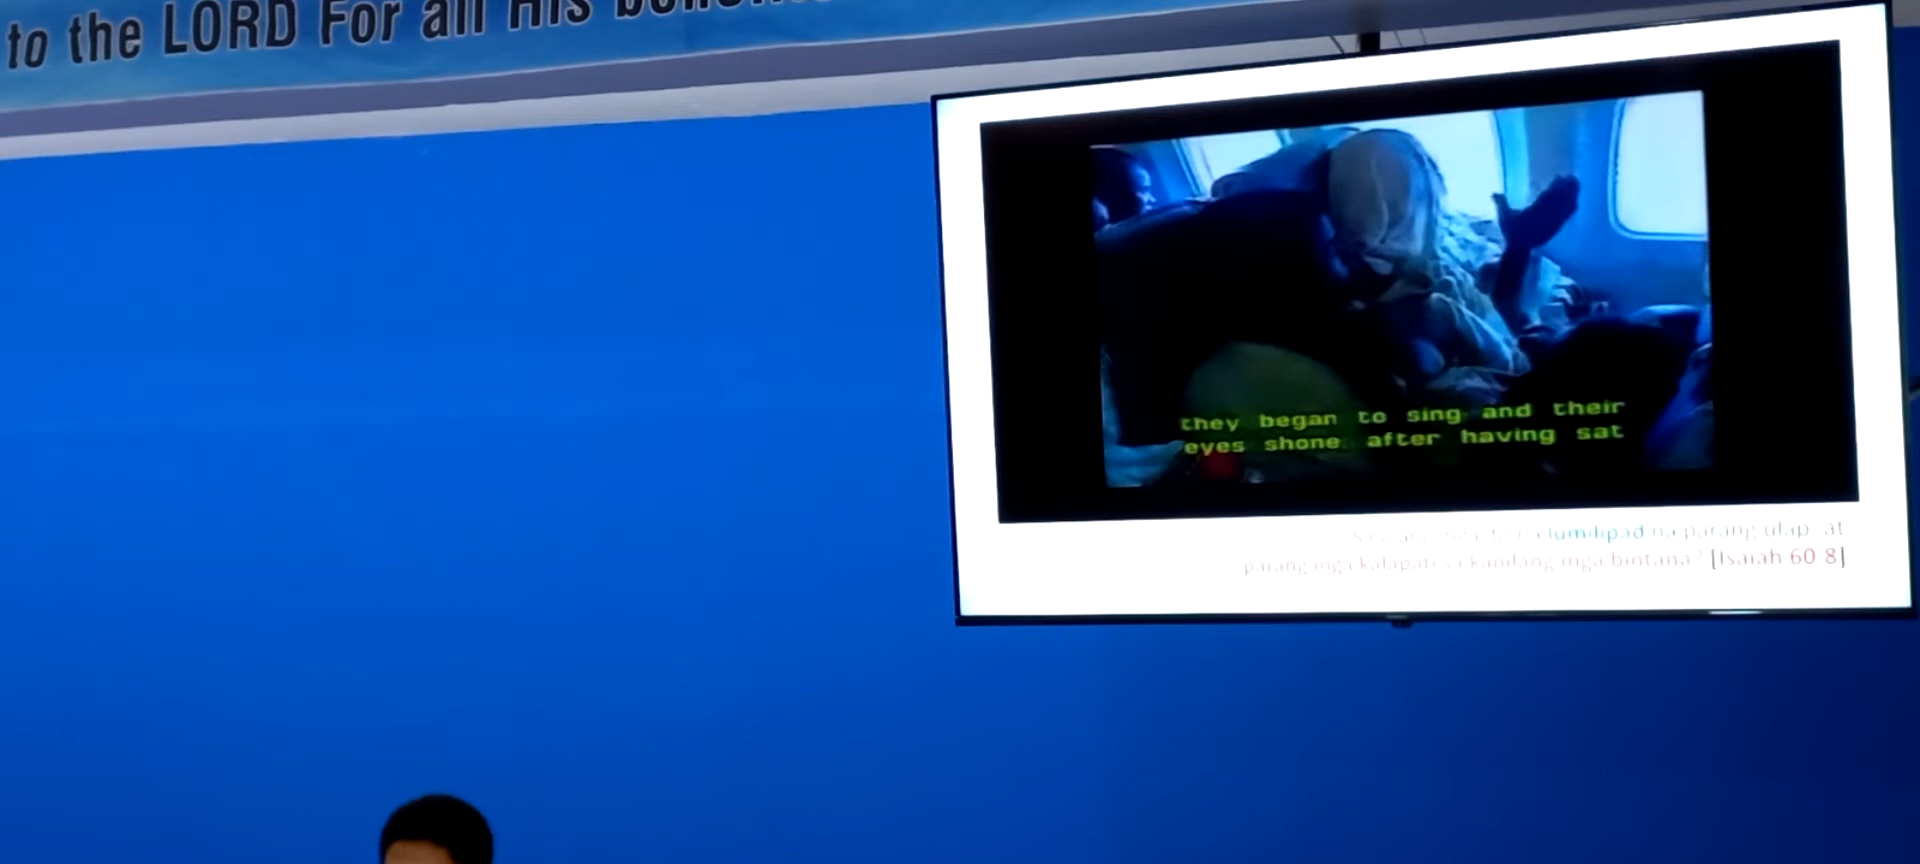 to the LORD For all His
they began to sing and their
eyes shone after having sat
lumilipad na parang ulap at
parang mga kalapati sa kanilang mga bintana? [Isaiah 60 8]